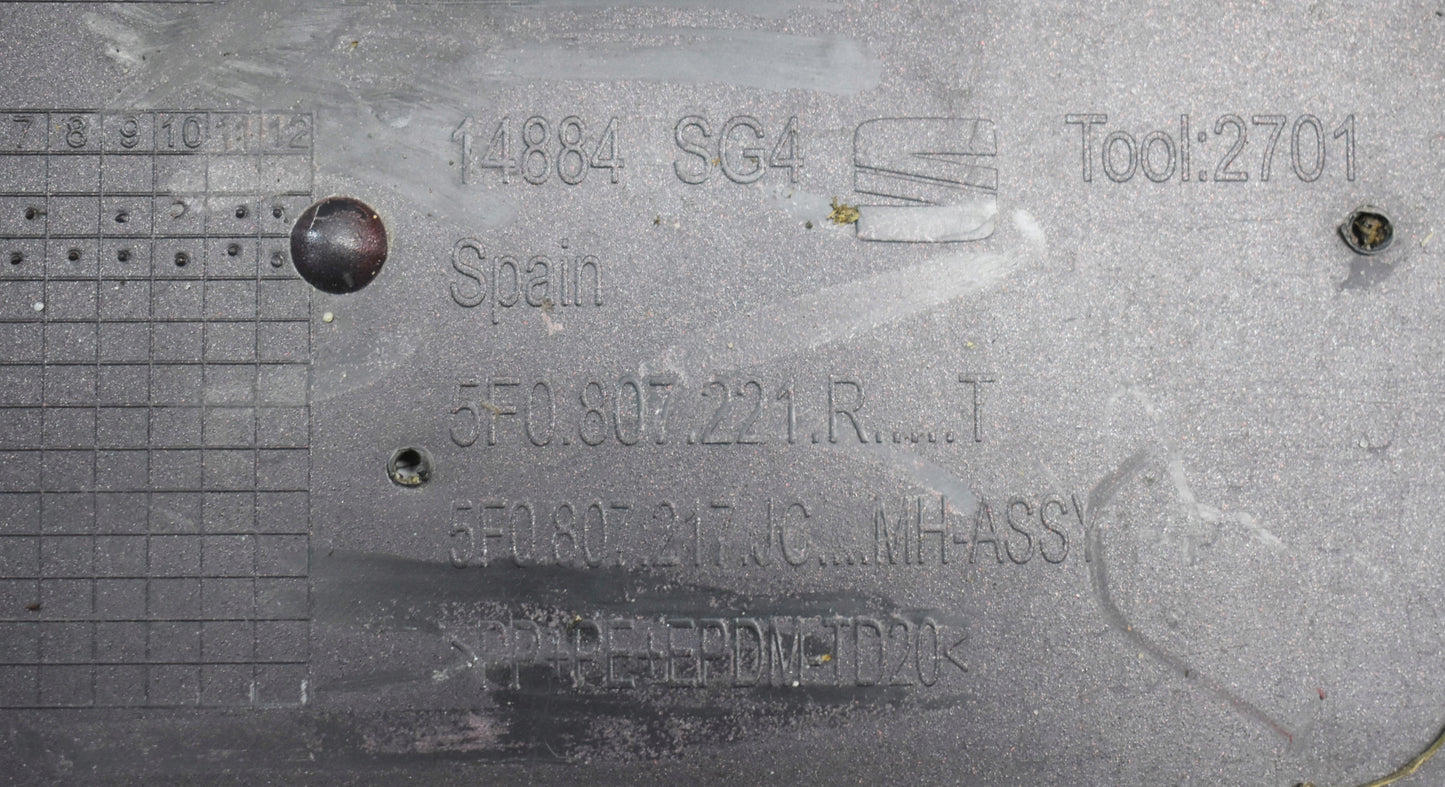 7 8 9 10 11 12
14884 SG4 Tool:2701
Spain
5F0.807.221.R.....T
5F0.807.217.JC....MH-ASSY
>PP+PE+EPDM-TD20<